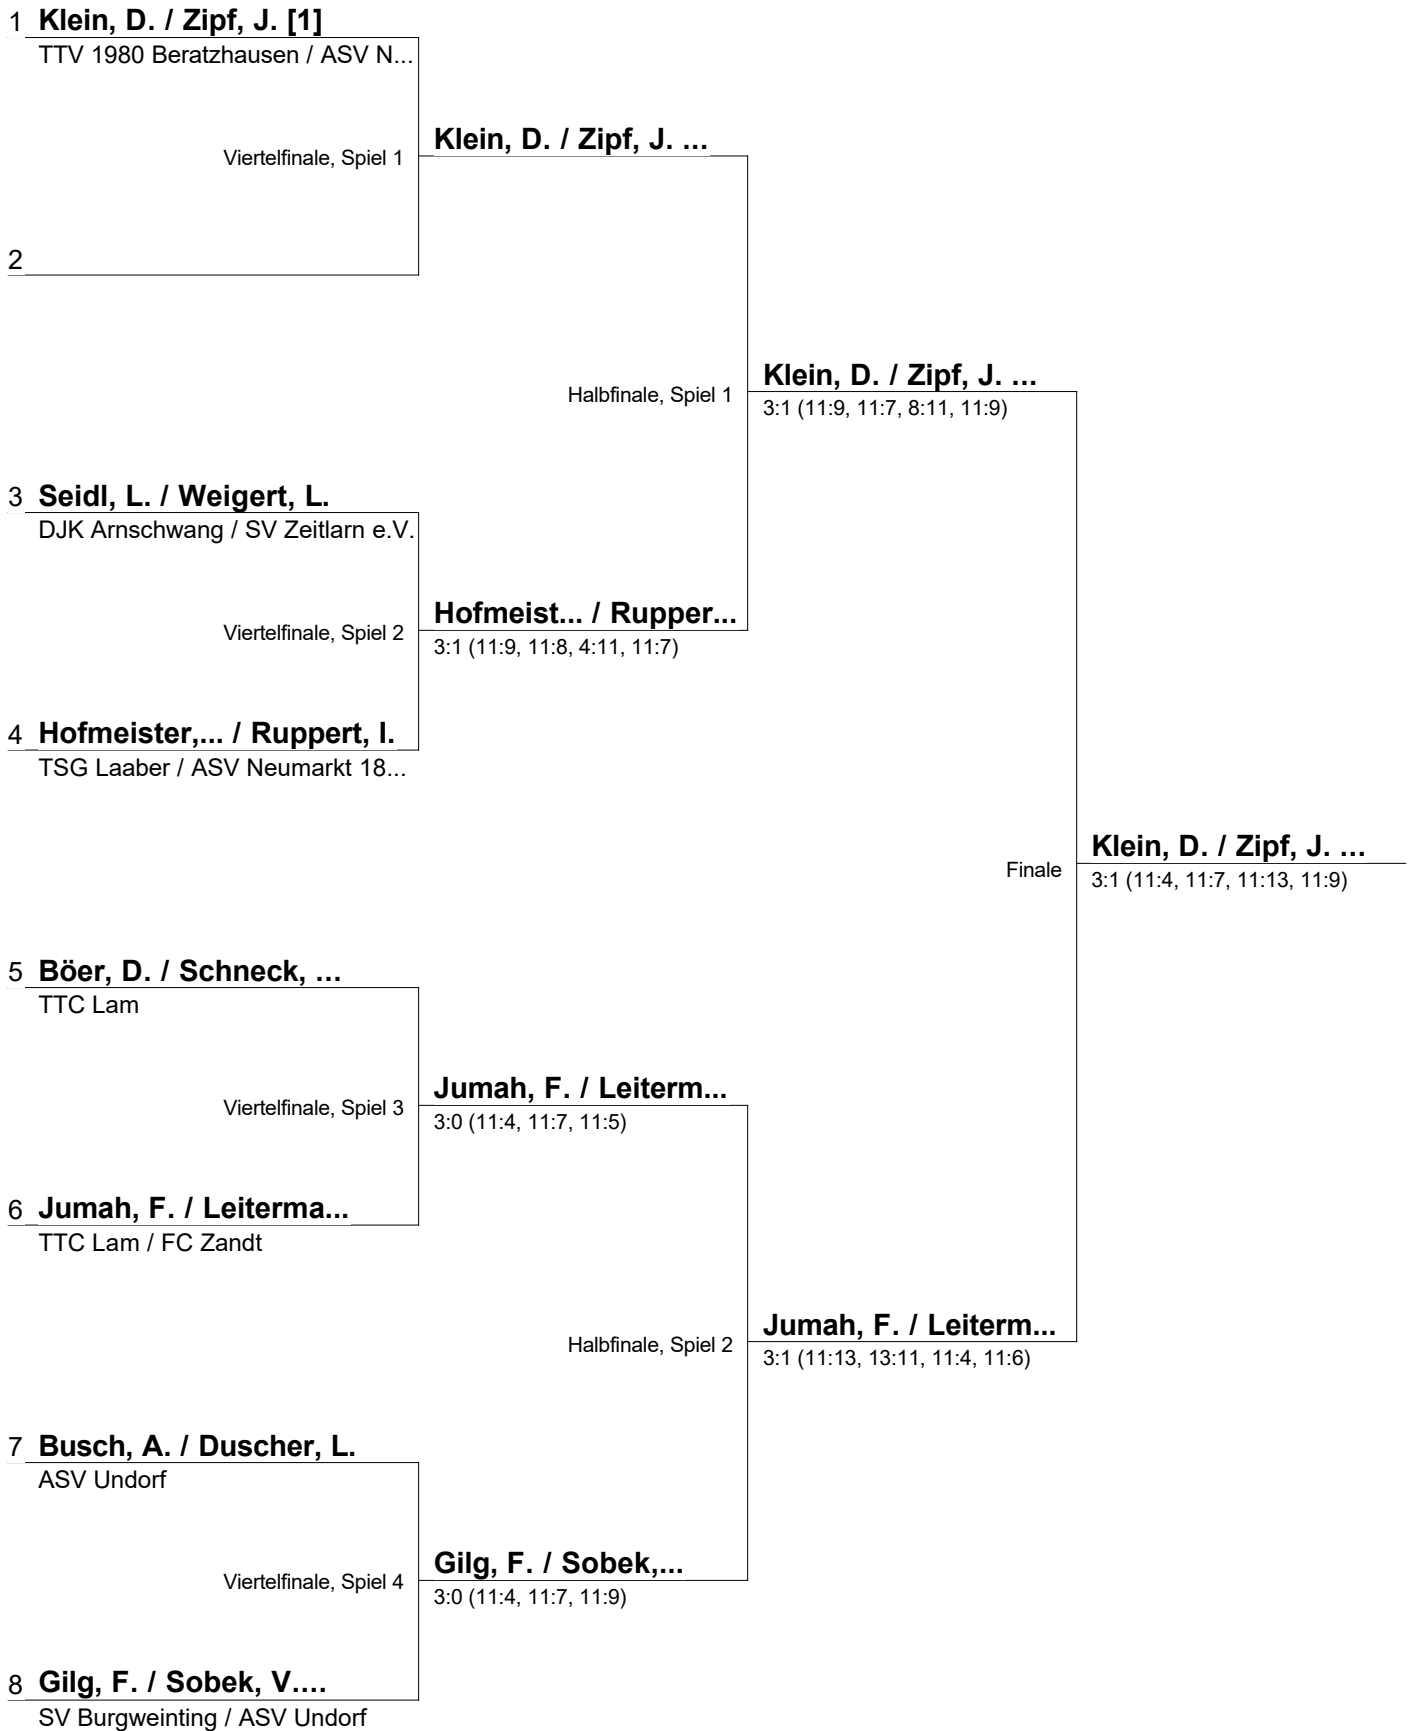 1 Klein, D. / Zipf, J. [1]
TTV 1980 Beratzhausen / ASV N...
Viertelfinale, Spiel 1
Klein, D. / Zipf, J. ...
2
Halbfinale, Spiel 1
Klein, D. / Zipf, J. ...
3:1 (11:9, 11:7, 8:11, 11:9)
3 Seidl, L. / Weigert, L.
DJK Arnschwang / SV Zeitlarn e.V.
Viertelfinale, Spiel 2
Hofmeist... / Rupper...
3:1 (11:9, 11:8, 4:11, 11:7)
4 Hofmeister,... / Ruppert, I.
TSG Laaber / ASV Neumarkt 18...
Finale
Klein, D. / Zipf, J. ...
3:1 (11:4, 11:7, 11:13, 11:9)
5 Böer, D. / Schneck, ...
TTC Lam
Viertelfinale, Spiel 3
Jumah, F. / Leiterm...
3:0 (11:4, 11:7, 11:5)
6 Jumah, F. / Leiterma...
TTC Lam / FC Zandt
Halbfinale, Spiel 2
Jumah, F. / Leiterm...
3:1 (11:13, 13:11, 11:4, 11:6)
7 Busch, A. / Duscher, L.
ASV Undorf
Viertelfinale, Spiel 4
Gilg, F. / Sobek,...
3:0 (11:4, 11:7, 11:9)
8 Gilg, F. / Sobek, V....
SV Burgweinting / ASV Undorf